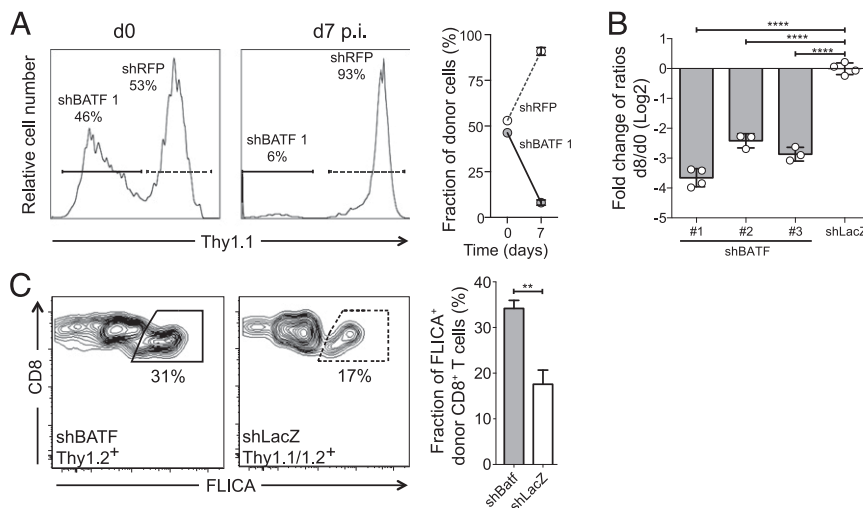 A
d0
d7 p.i.
Relative cell number
shBATF 1
46%
shRFP
53%
shBATF 1
6%
shRFP
93%
Thy1.1
Fraction of donor cells (%)
100
50
0
shRFP
shBATF 1
0 7
Time (days)
B
Fold change of ratios
d8/d0 (Log2)
1
0
-1
-2
-3
-4
-5
****
****
****
#1 #2 #3 shLacZ
shBATF
C
CD8
31%
shBATF
Thy1.2+
17%
shLacZ
Thy1.1/1.2+
FLICA
Fraction of FLICA+
donor CD8+ T cells (%)
40
30
20
10
0
**
shBatf
shLacZ